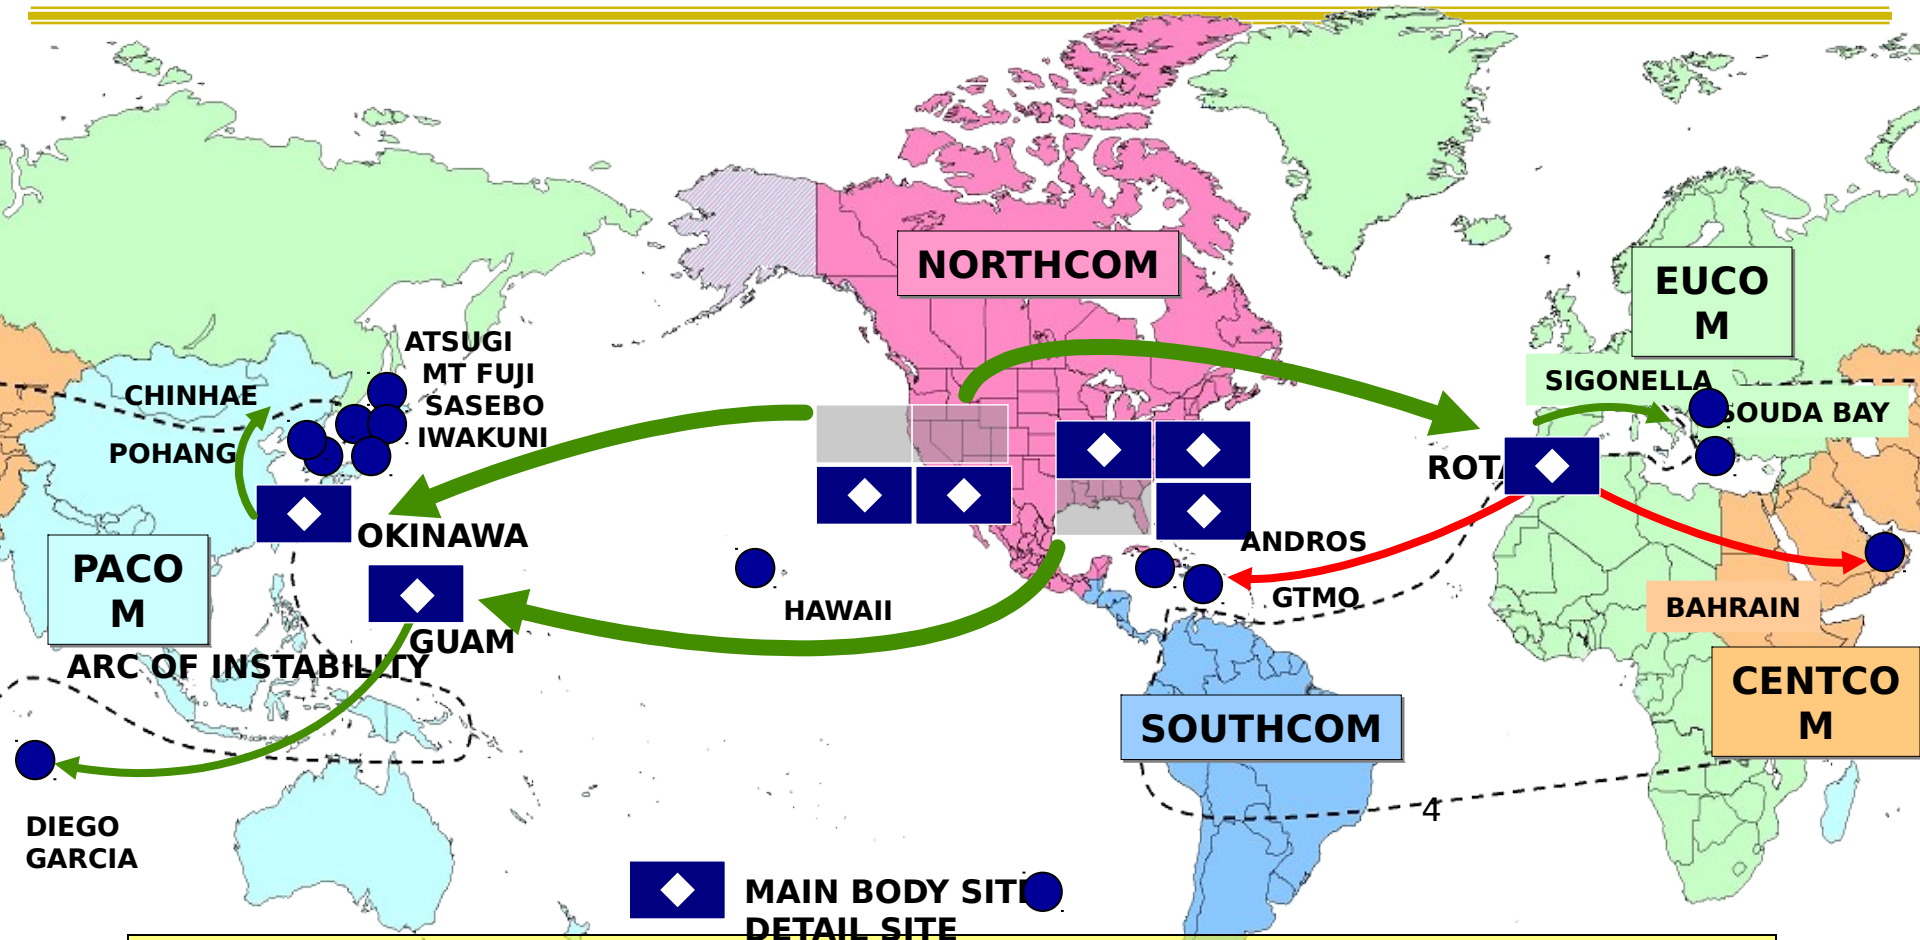 NORTHCOM
EUCO
M
ATSUGI
MT FUJI
SASEBO
IWAKUNI
CHINHAE
POHANG
SIGONELLA
SOUDA BAY
ROTA
OKINAWA
PACO
M
ANDROS
GTMO
HAWAII
BAHRAIN
GUAM
ARC OF INSTABILITY
CENTCO
M
SOUTHCOM
4
DIEGO
GARCIA
MAIN BODY SITE
DETAIL SITE